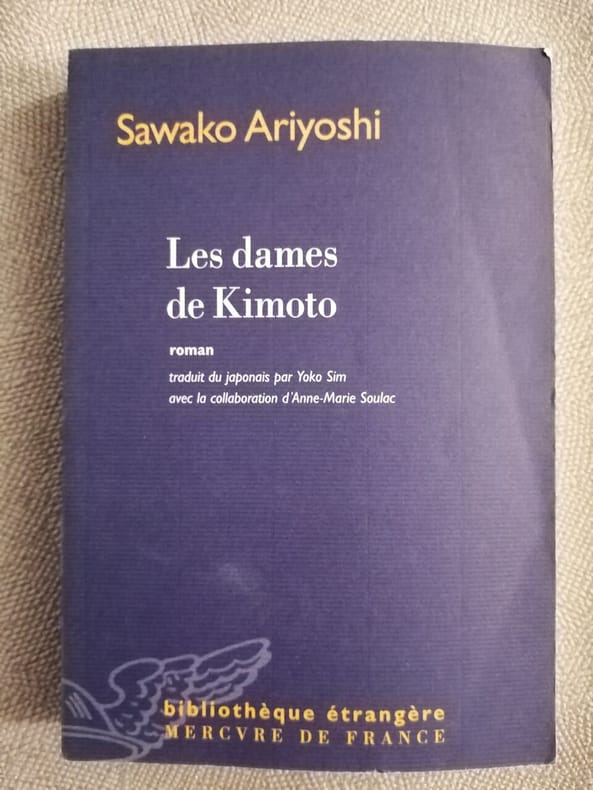 Sawako Ariyoshi
Les dames
de Kimoto
roman
traduit du japonais par Yoko Sim
avec la collaboration d'Anne-Marie Soulac
bibliothèque étrangère
MERCVRE DE FRANCE